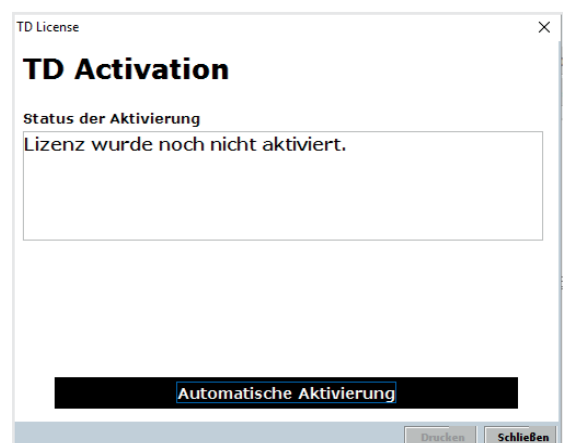 TD License
TD Activation
Status der Aktivierung
Lizenz wurde noch nicht aktiviert.
Automatische Aktivierung
Drucken Schließen